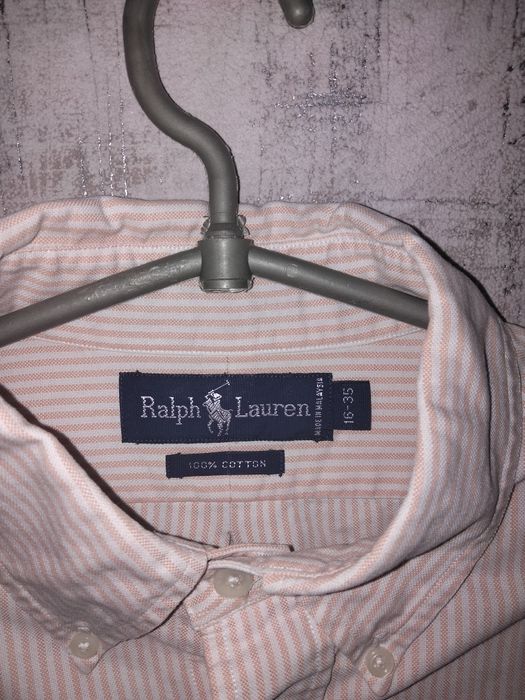 Ralph Lauren
MADE IN MALAYSIA
16-35
100% COTTON